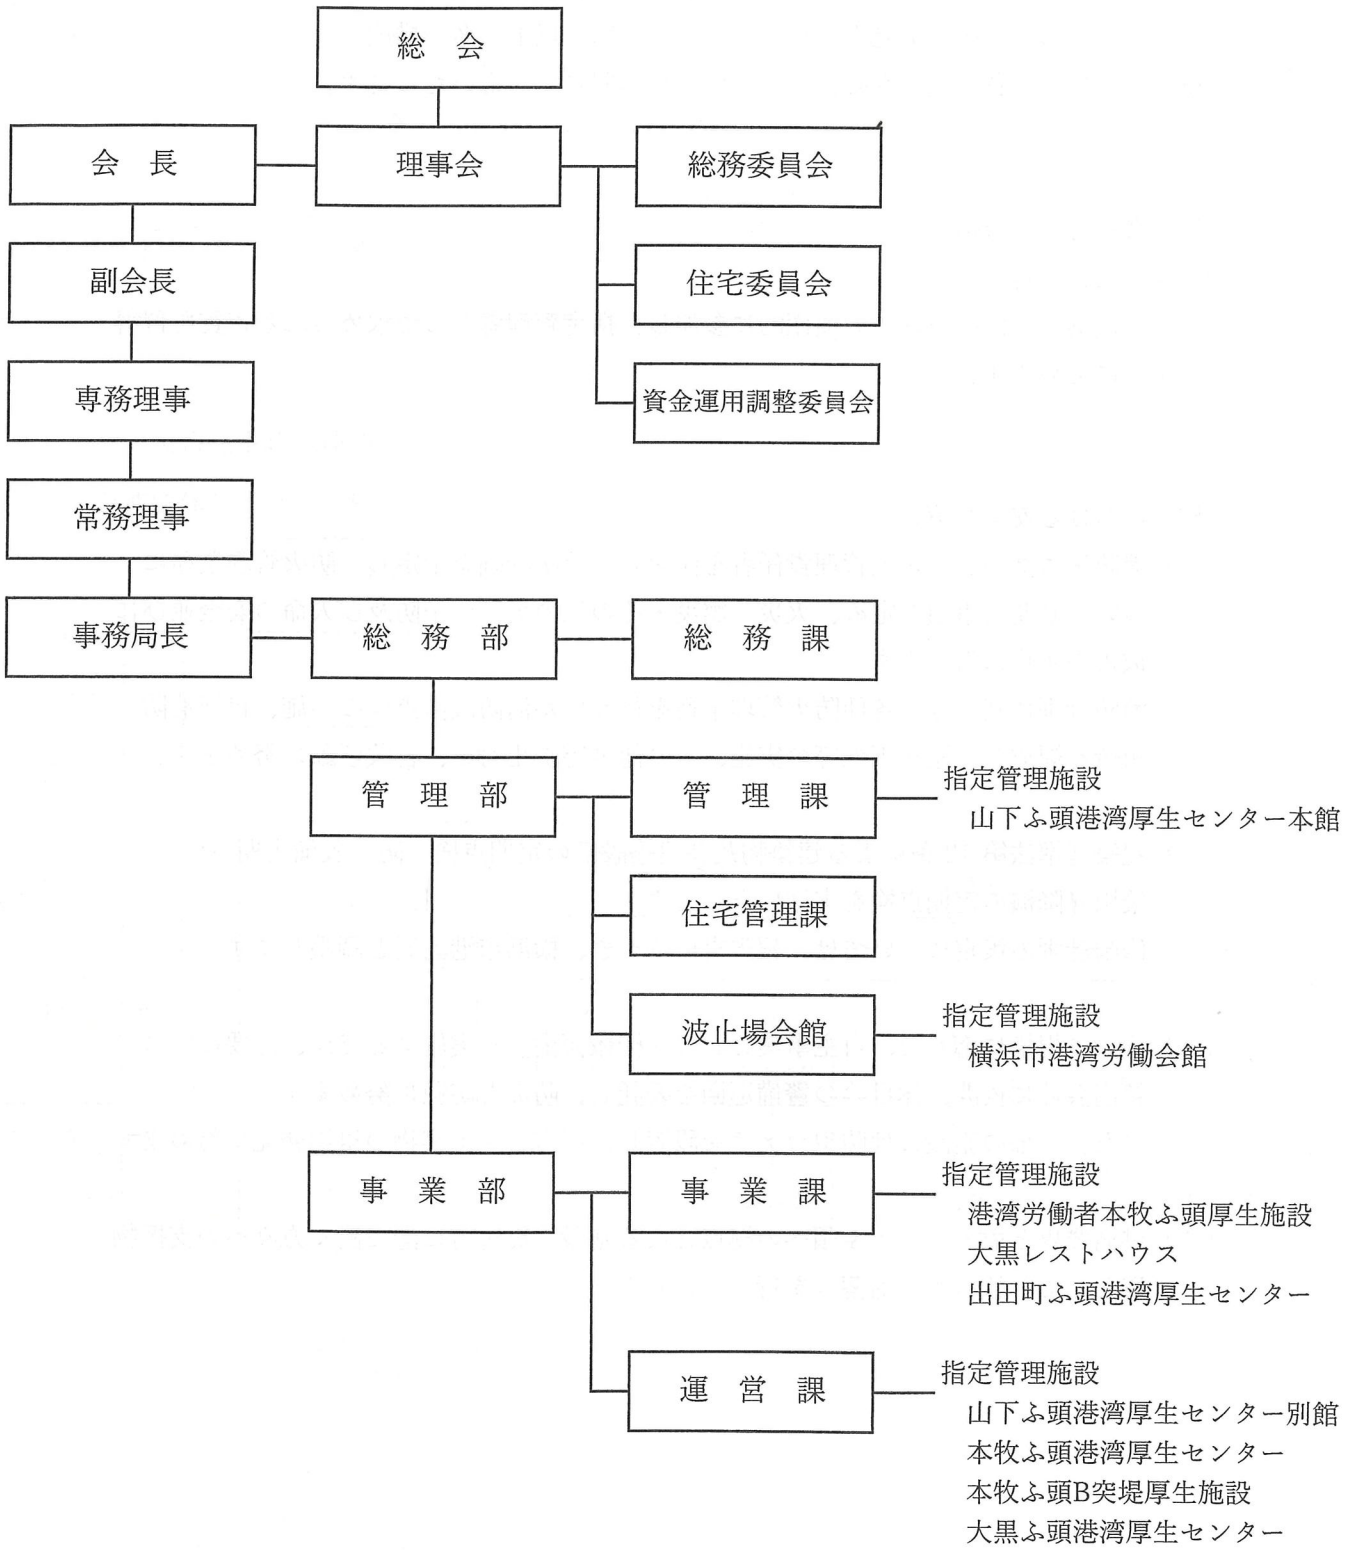 総　会
会　長
理事会
総務委員会
副会長
住宅委員会
専務理事
資金運用調整委員会
常務理事
事務局長
総　務　部
総　務　課
管　理　部
管　理　課
指定管理施設
山下ふ頭港湾厚生センター本館
住宅管理課
波止場会館
指定管理施設
横浜市港湾労働会館
事　業　部
事　業　課
指定管理施設
港湾労働者本牧ふ頭厚生施設
大黒レストハウス
出田町ふ頭港湾厚生センター
運　営　課
指定管理施設
山下ふ頭港湾厚生センター別館
本牧ふ頭港湾厚生センター
本牧ふ頭B突堤厚生施設
大黒ふ頭港湾厚生センター